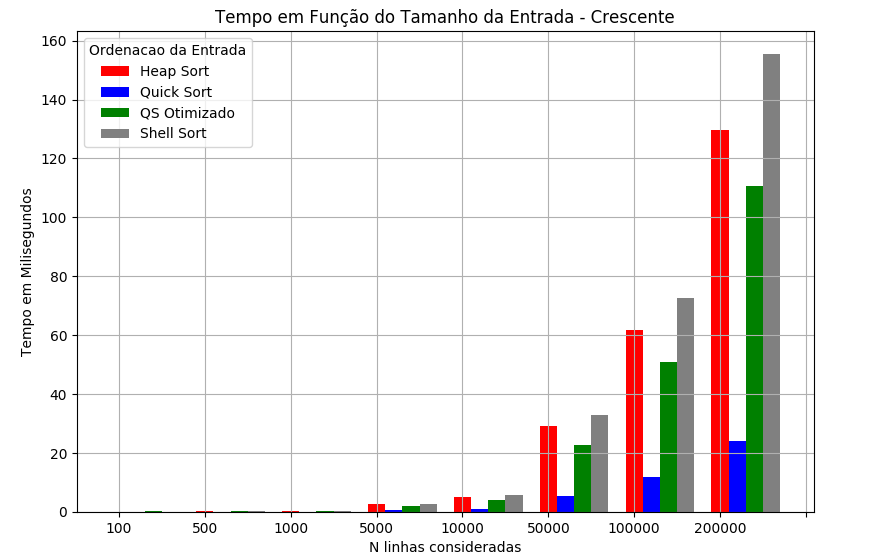 Tempo em Função do Tamanho da Entrada - Crescente
Ordenacao da Entrada
Heap Sort
Quick Sort
QS Otimizado
Shell Sort
Tempo em Milisegundos
160
140
120
100
80
60
40
20
0
100 500 1000 5000 10000 50000 100000 200000
N linhas consideradas